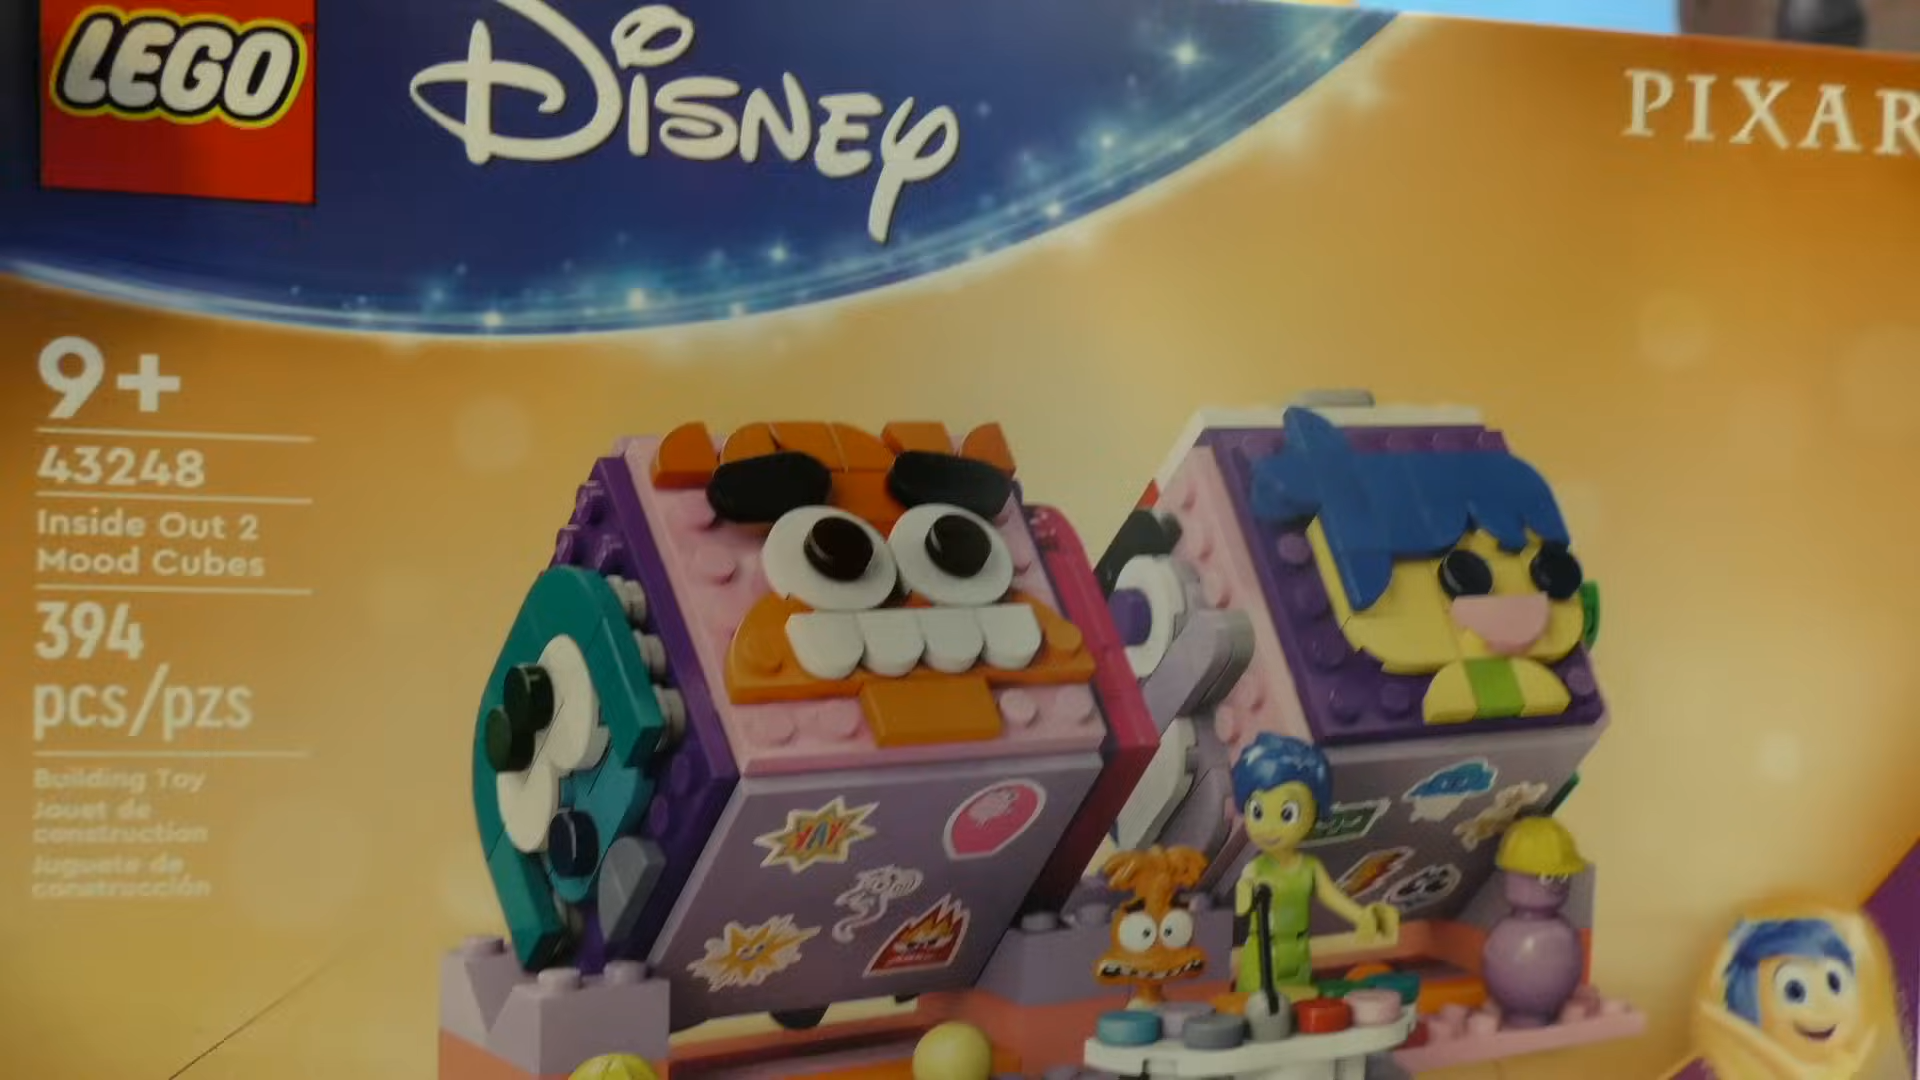 LEGO
Disney
PIXAR
9+
43248
Inside Out 2
Mood Cubes
394
pcs/pzs
Building Toy
Jouet de
construction
Juguete de
construcción
YAY